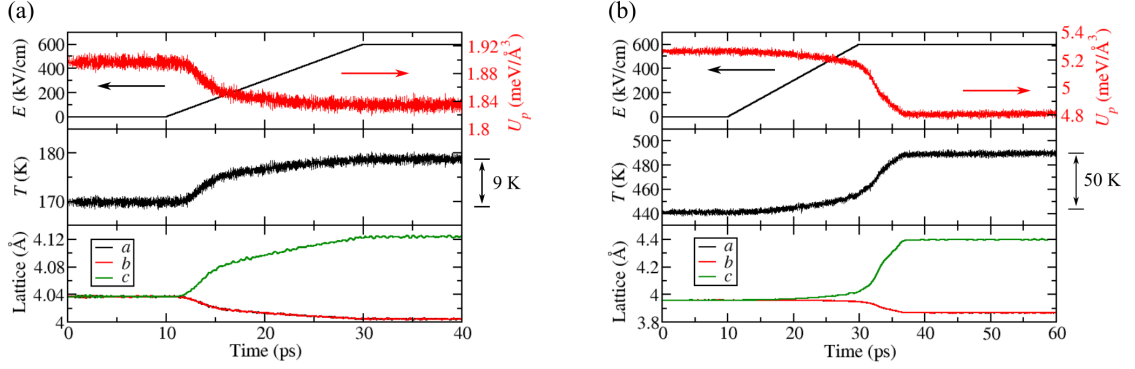 (a)
600
400
200
0
E (kV/cm)
1.92
1.88
1.84
1.8
U_p (meV/Å³)
180
170
T (K)
9 K
4.12
4.08
4.04
4
Lattice (Å)
a
b
c
4 10 20 30 40
Time (ps)
(b)
600
400
200
0
E (kV/cm)
5.4
5.2
5
4.8
U_p (meV/Å³)
500
480
460
440
T (K)
50 K
4.4
4.2
4
3.8
Lattice (Å)
a
b
c
0 10 20 30 40 50 60
Time (ps)